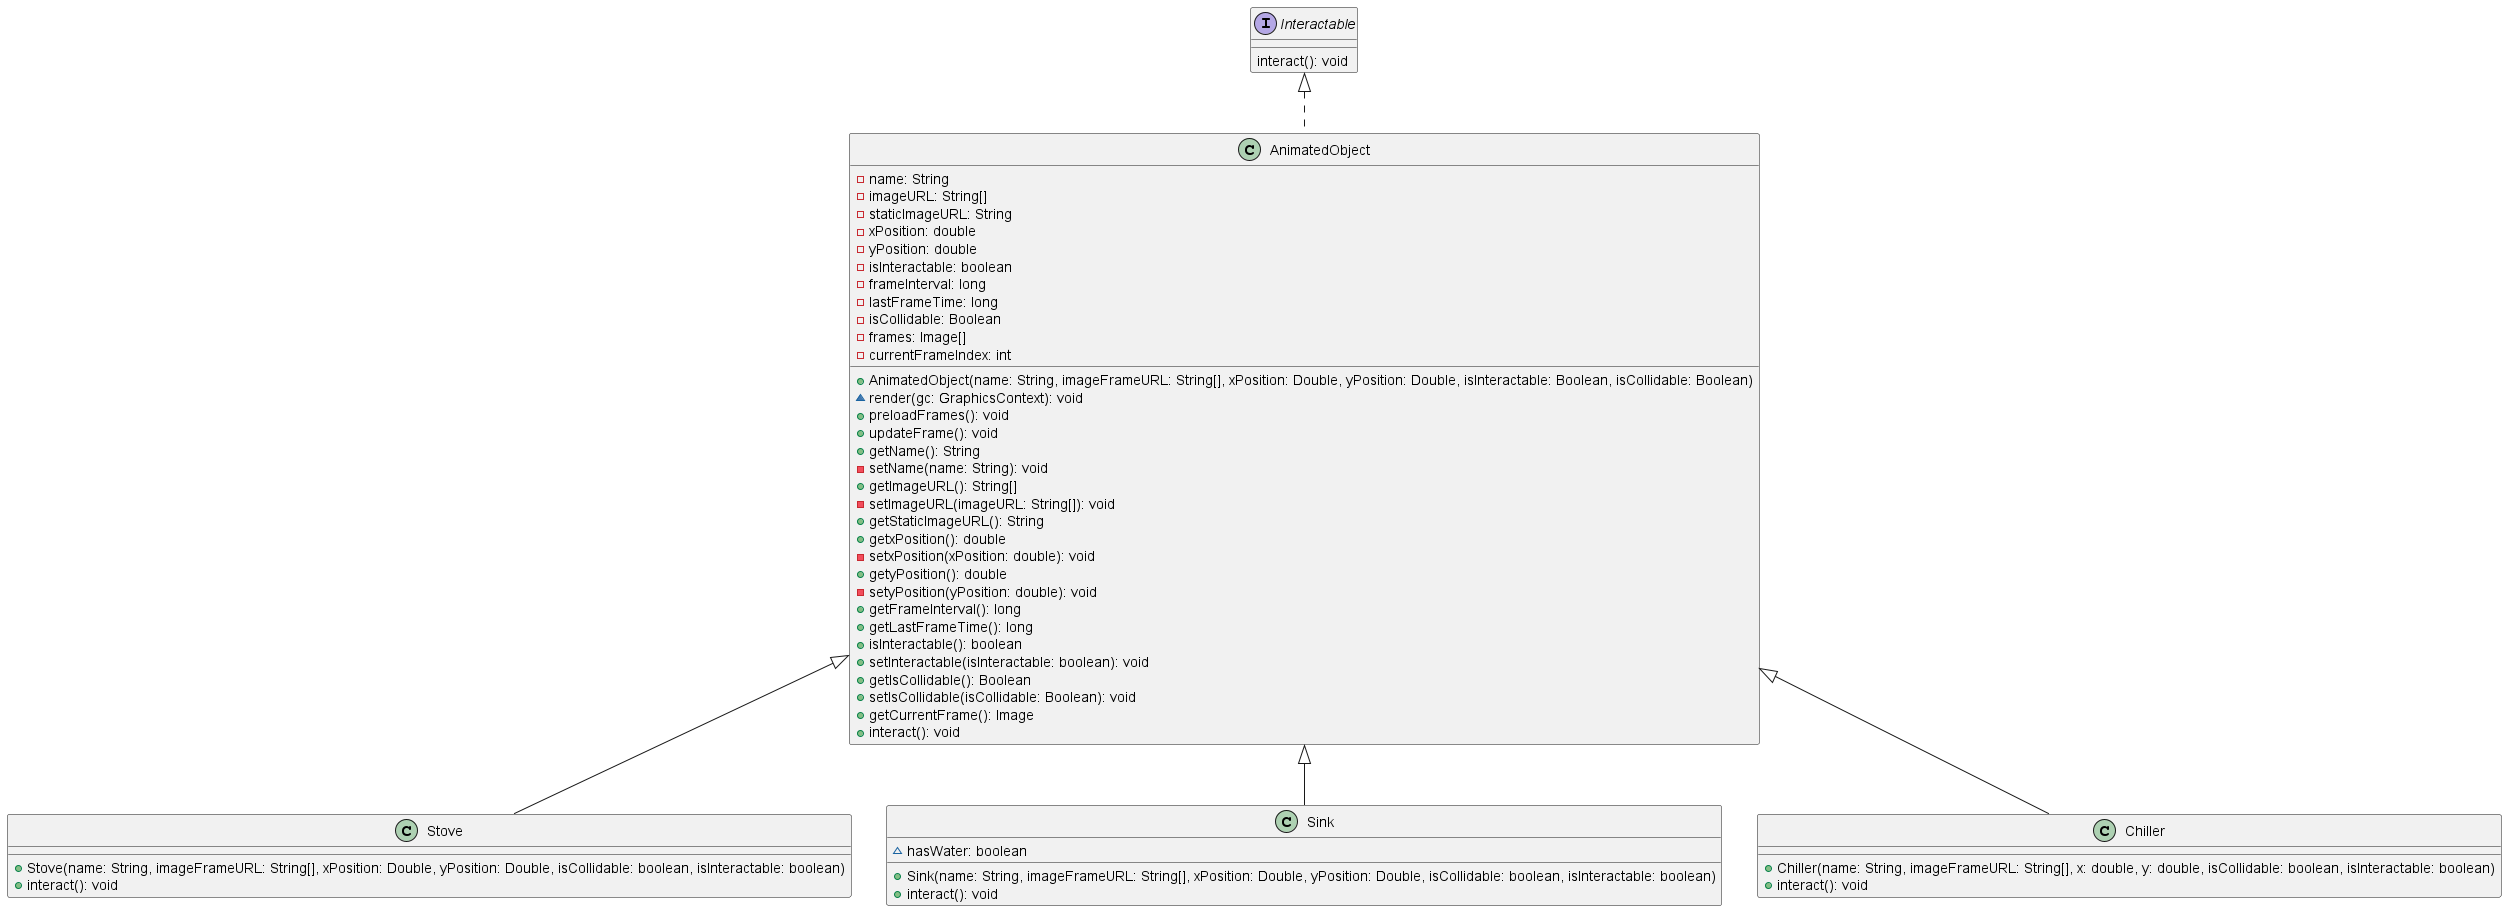 I Interactable
interact(): void
C AnimatedObject
name: String
imageURL: String[]
staticImageURL: String
xPosition: double
yPosition: double
isInteractable: boolean
frameInterval: long
lastFrameTime: long
isCollidable: Boolean
frames: Image[]
currentFrameIndex: int
AnimatedObject(name: String, imageFrameURL: String[], xPosition: Double, yPosition: Double, isInteractable: Boolean, isCollidable: Boolean)
render(gc: GraphicsContext): void
preloadFrames(): void
updateFrame(): void
getName(): String
setName(name: String): void
getImageURL(): String[]
setImageURL(imageURL: String[]): void
getStaticImageURL(): String
getxPosition(): double
setxPosition(xPosition: double): void
getyPosition(): double
setyPosition(yPosition: double): void
getFrameInterval(): long
getLastFrameTime(): long
isInteractable(): boolean
setInteractable(isInteractable: boolean): void
getIsCollidable(): Boolean
setIsCollidable(isCollidable: Boolean): void
getCurrentFrame(): Image
interact(): void
C Stove
Stove(name: String, imageFrameURL: String[], xPosition: Double, yPosition: Double, isCollidable: boolean, isInteractable: boolean)
interact(): void
C Sink
hasWater: boolean
Sink(name: String, imageFrameURL: String[], xPosition: Double, yPosition: Double, isCollidable: boolean, isInteractable: boolean)
interact(): void
C Chiller
Chiller(name: String, imageFrameURL: String[], x: double, y: double, isCollidable: boolean, isInteractable: boolean)
interact(): void